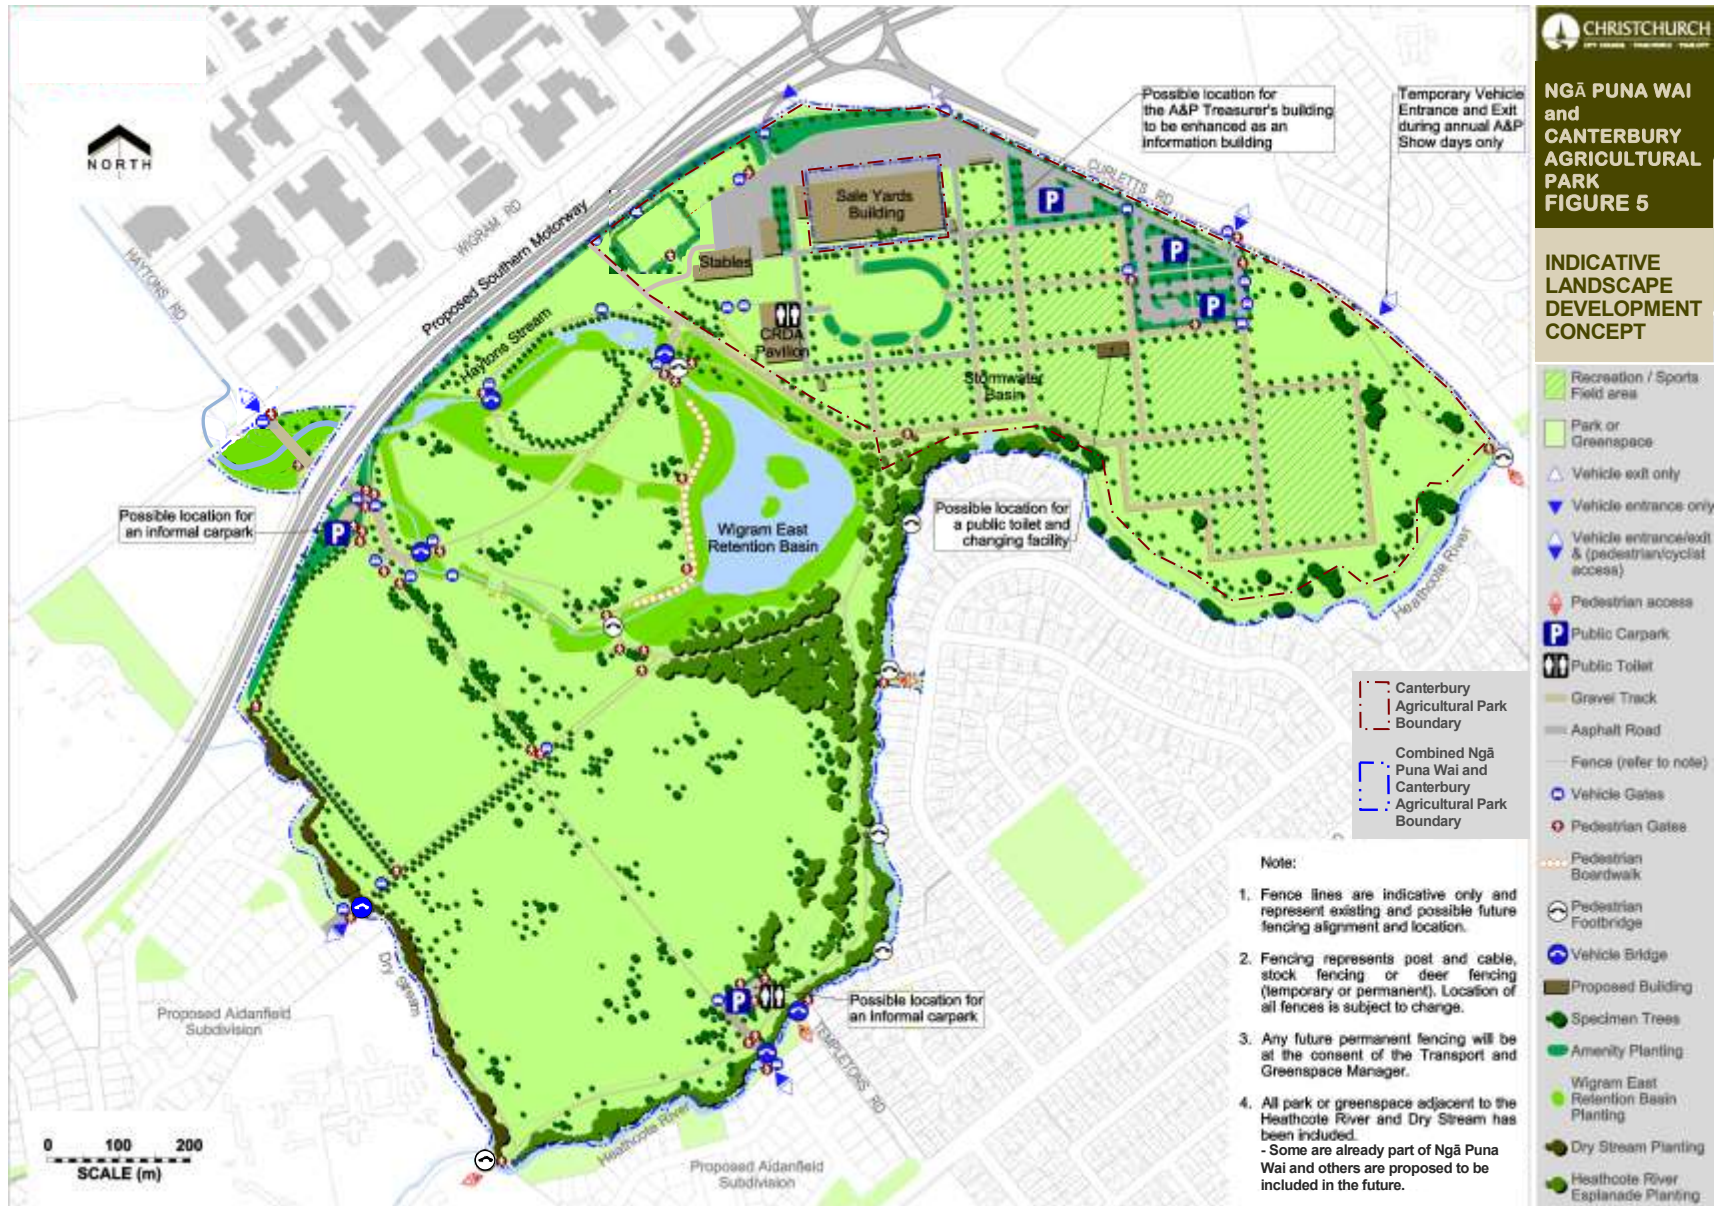 CHRISTCHURCH
NGĀ PUNA WAI
and
CANTERBURY
AGRICULTURAL
PARK
FIGURE 5
INDICATIVE
LANDSCAPE
DEVELOPMENT
CONCEPT
Recreation / Sports
Field area
Park or
Greenspace
Vehicle exit only
Vehicle entrance only
Vehicle entrance/exit
& (pedestrian/cyclist
access)
Pedestrian access
P
Public Carpark
Public Toilet
Gravel Track
Asphalt Road
Fence (refer to note)
Vehicle Gates
Pedestrian Gates
Pedestrian
Boardwalk
Pedestrian
Footbridge
Vehicle Bridge
Proposed Building
Specimen Trees
Amenity Planting
Wigram East
Retention Basin
Planting
Dry Stream Planting
Heathcote River
Esplanade Planting
NORTH
HAYTONS RD
WIGRAM RD
Proposed Southern Motorway
Haytons Stream
Possible location for
the A&P Treasurer's building
to be enhanced as an
information building
Temporary Vehicle
Entrance and Exit
during annual A&P
Show days only
CURLETTS RD
Sale Yards
Building
Stables
CRDA
Pavilion
P
P
P
Stormwater
Basin
Possible location for
an informal carpark
P
Wigram East
Retention Basin
Possible location for
a public toilet and
changing facility
Heathcote River
Canterbury
Agricultural Park
Boundary
Combined Ngā
Puna Wai and
Canterbury
Agricultural Park
Boundary
Dry Stream
Proposed Aidanfield
Subdivision
P
Possible location for
an informal carpark
TEMPLETONS RD
Heathcote River
Proposed Aidanfield
Subdivision
0 100 200
SCALE (m)
Note:
1. Fence lines are indicative only and
represent existing and possible future
fencing alignment and location.
2. Fencing represents post and cable,
stock fencing or deer fencing
(temporary or permanent). Location of
all fences is subject to change.
3. Any future permanent fencing will be
at the consent of the Transport and
Greenspace Manager.
4. All park or greenspace adjacent to the
Heathcote River and Dry Stream has
been included.
- Some are already part of Ngā Puna
Wai and others are proposed to be
included in the future.